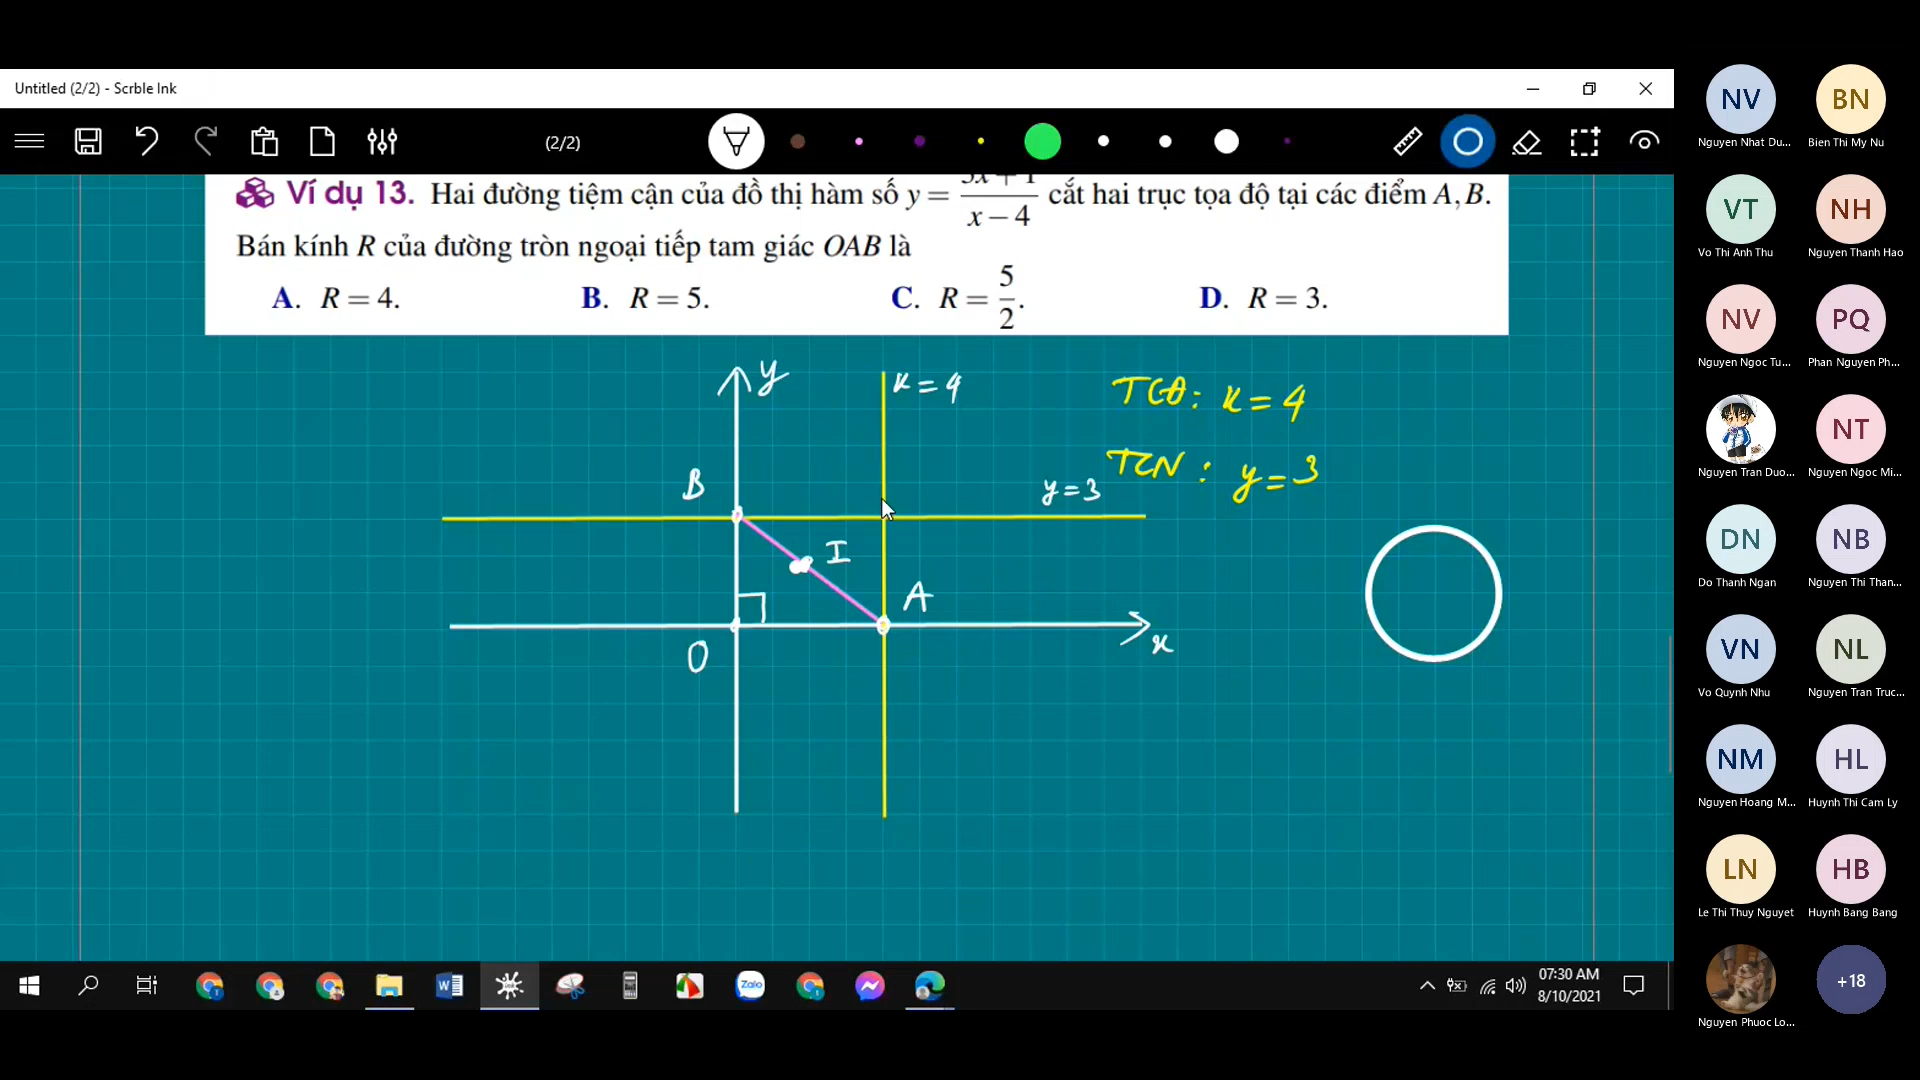 Untitled (2/2) - Scrble Ink
(2/2)
Ví dụ 13. Hai đường tiệm cận của đồ thị hàm số y = 3x + 1 / x − 4 cắt hai trục tọa độ tại các điểm A, B.
Bán kính R của đường tròn ngoại tiếp tam giác OAB là
A. R = 4. B. R = 5. C. R = 5/2. D. R = 3.
y
x = 4
TCĐ: x = 4
B
y = 3
TCN: y = 3
I
A
O
x
NV
Nguyen Nhat Du...
BN
Bien Thi My Nu
VT
Vo Thi Anh Thu
NH
Nguyen Thanh Hao
NV
Nguyen Ngoc Tu...
PQ
Phan Nguyen Ph...
Nguyen Tran Duo...
NT
Nguyen Ngoc Mi...
DN
Do Thanh Ngan
NB
Nguyen Thi Than...
VN
Vo Quynh Nhu
NL
Nguyen Tran Truc...
NM
Nguyen Hoang M...
HL
Huynh Thi Cam Ly
LN
Le Thi Thuy Nguyet
HB
Huynh Bang Bang
Nguyen Phuoc Lo...
+18
Zalo
07:30 AM
8/10/2021